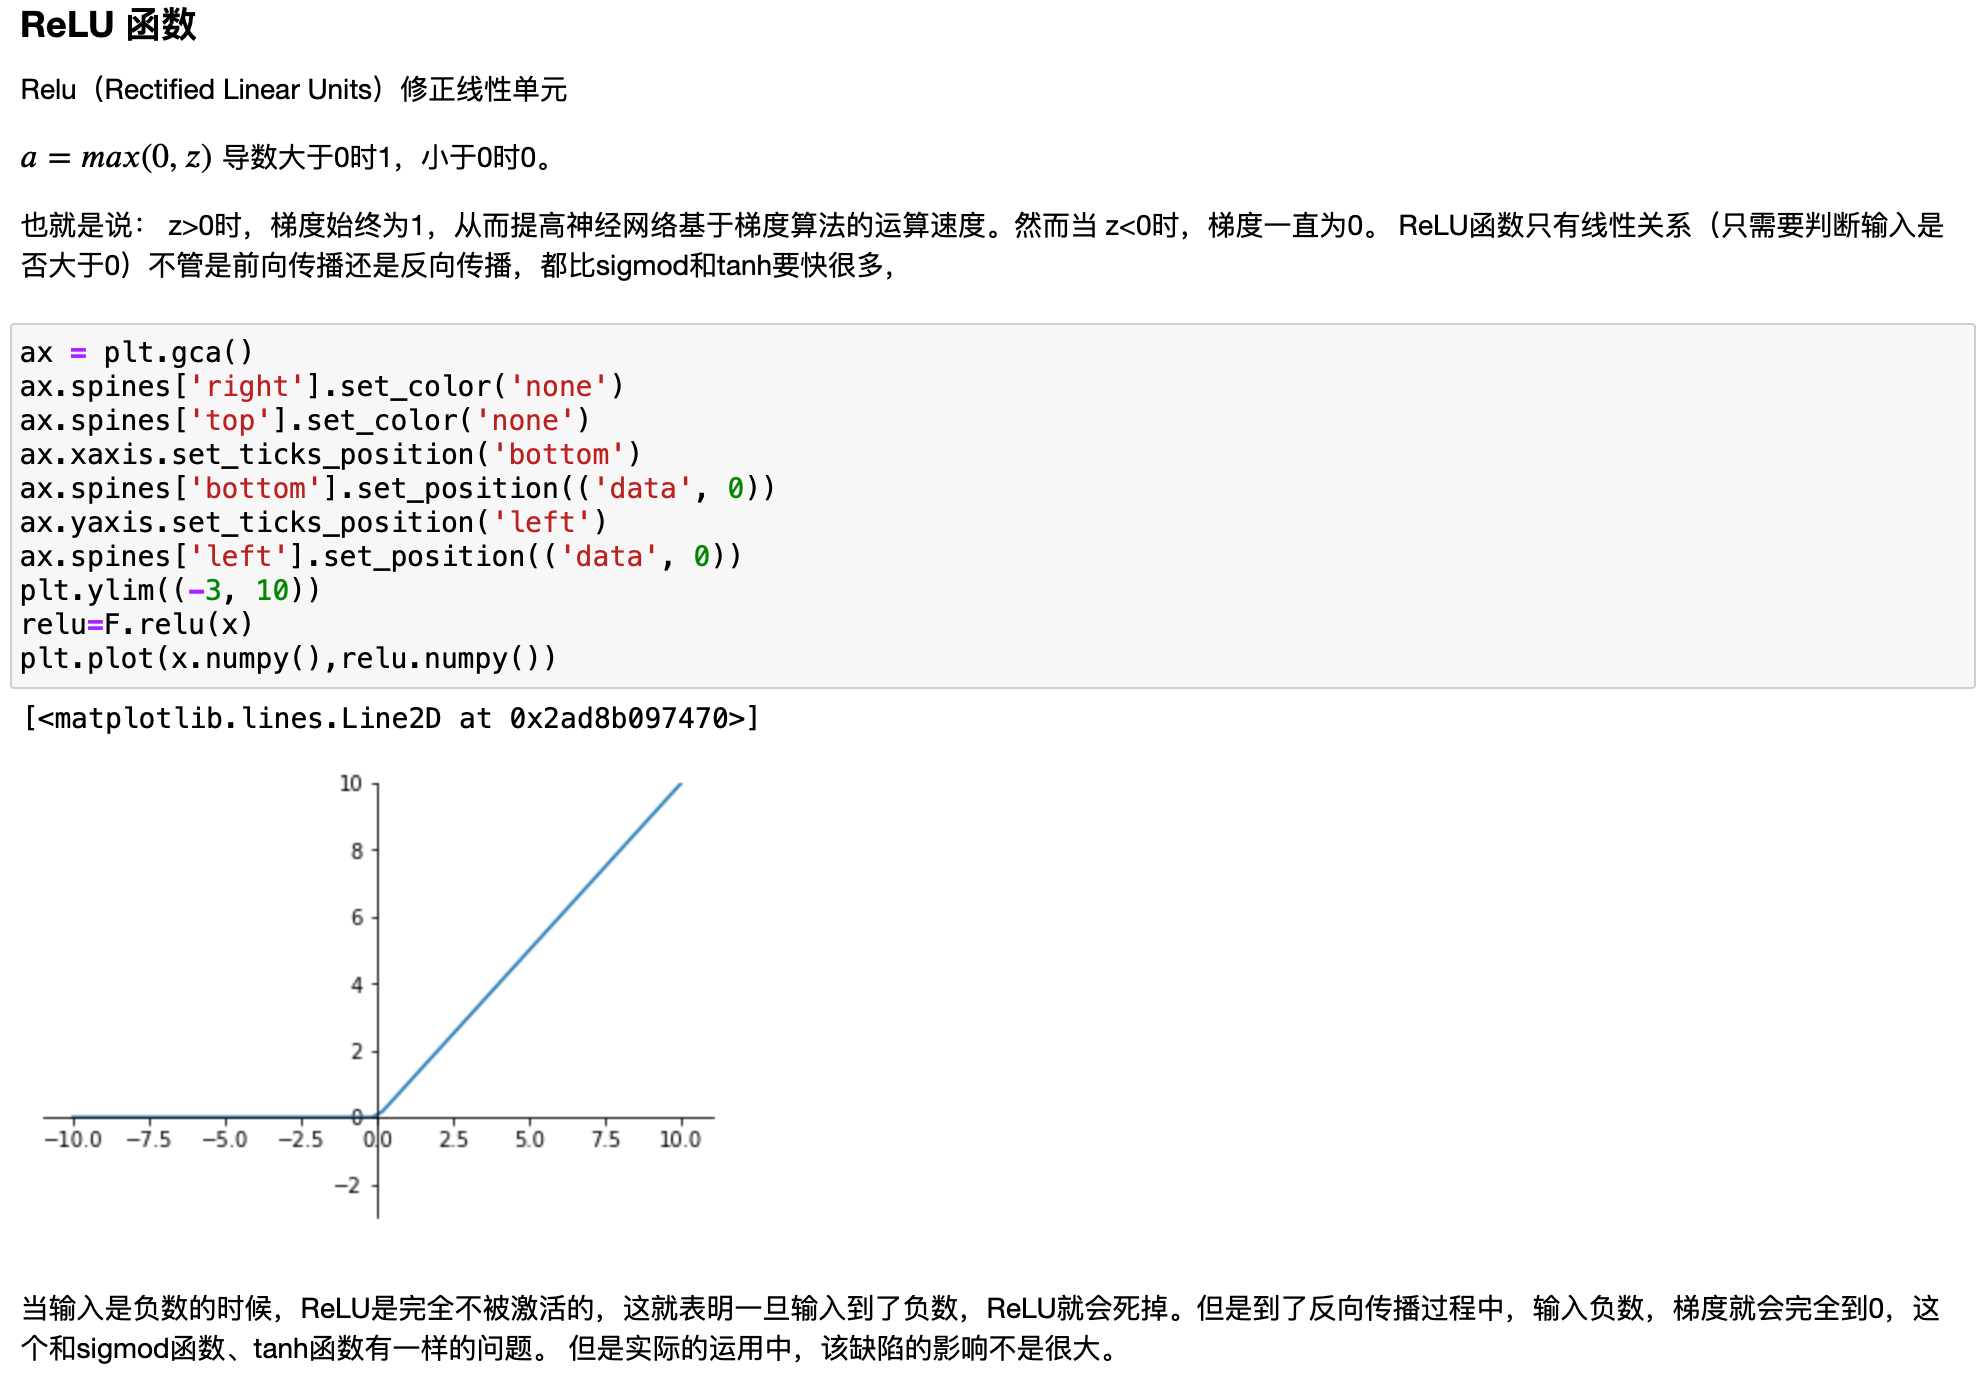 ReLU 函数
Relu（Rectified Linear Units）修正线性单元
a = max(0, z) 导数大于0时1，小于0时0。
也就是说： z>0时，梯度始终为1，从而提高神经网络基于梯度算法的运算速度。然而当 z<0时，梯度一直为0。 ReLU函数只有线性关系（只需要判断输入是
否大于0）不管是前向传播还是反向传播，都比sigmod和tanh要快很多，
ax = plt.gca()
ax.spines['right'].set_color('none')
ax.spines['top'].set_color('none')
ax.xaxis.set_ticks_position('bottom')
ax.spines['bottom'].set_position(('data', 0))
ax.yaxis.set_ticks_position('left')
ax.spines['left'].set_position(('data', 0))
plt.ylim((-3, 10))
relu=F.relu(x)
plt.plot(x.numpy(),relu.numpy())
[<matplotlib.lines.Line2D at 0x2ad8b097470>]
10
8
6
4
2
0
−10.0 −7.5 −5.0 −2.5 0.0 2.5 5.0 7.5 10.0
−2
当输入是负数的时候，ReLU是完全不被激活的，这就表明一旦输入到了负数，ReLU就会死掉。但是到了反向传播过程中，输入负数，梯度就会完全到0，这
个和sigmod函数、tanh函数有一样的问题。 但是实际的运用中，该缺陷的影响不是很大。